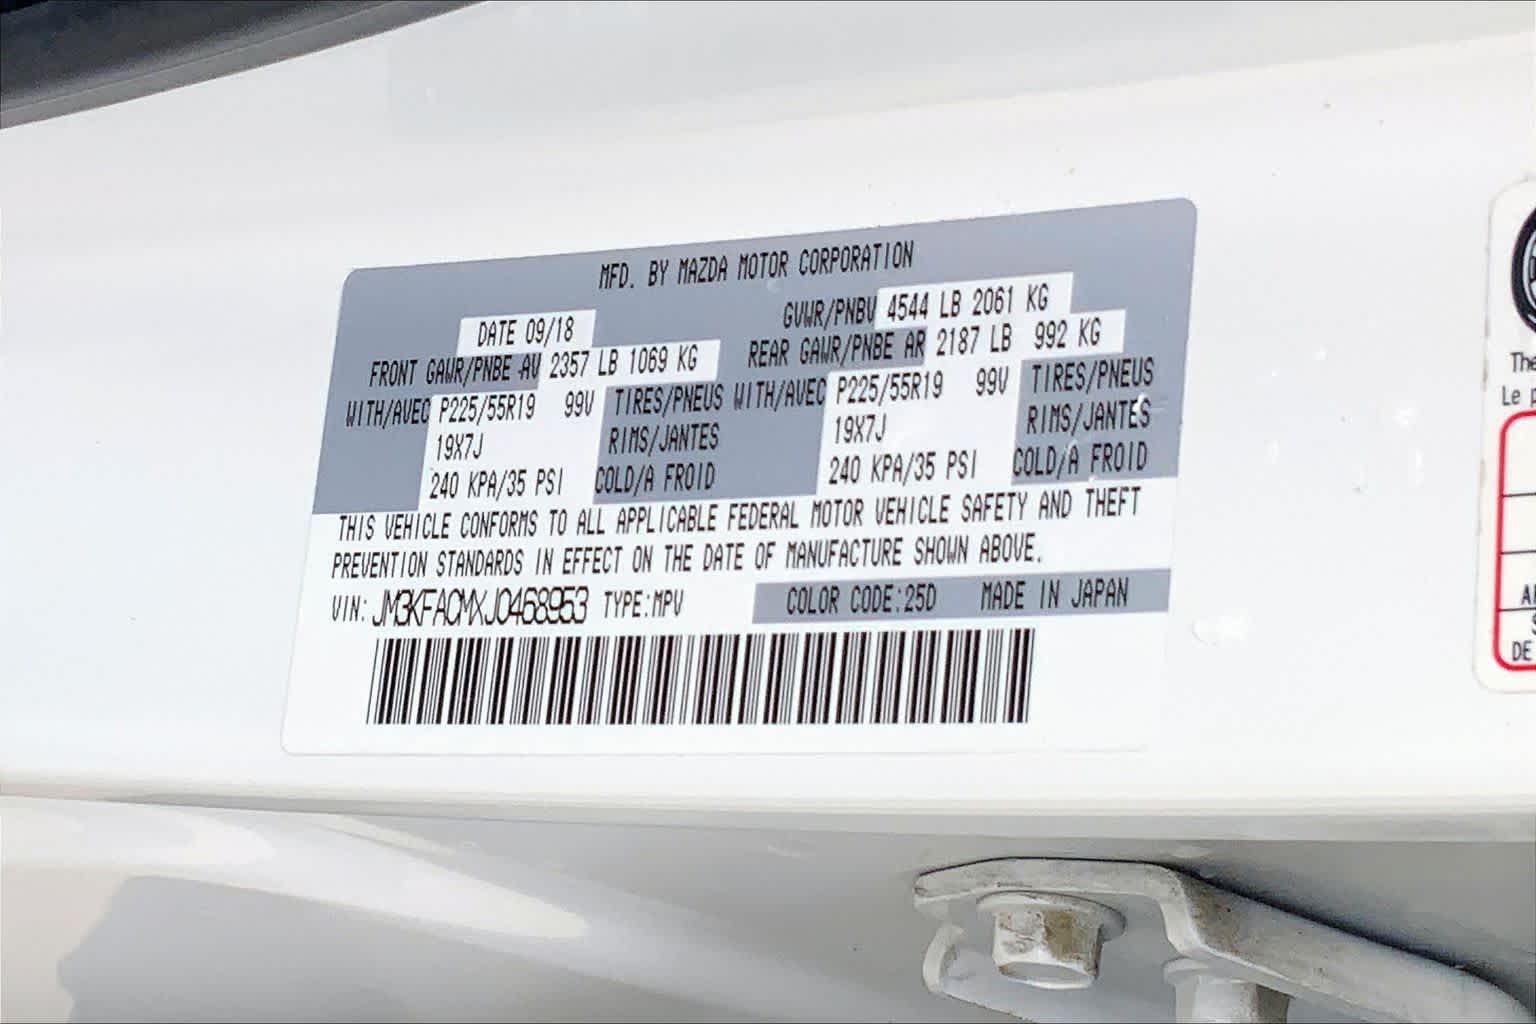 MFD. BY MAZDA MOTOR CORPORATION
DATE 09/18
GVWR/PNBV 4544 LB 2061 KG
FRONT GAWR/PNBE AV 2357 LB 1069 KG
REAR GAWR/PNBE AR 2187 LB 992 KG
WITH/AVEC P225/55R19 99V TIRES/PNEUS WITH/AVEC P225/55R19 99V TIRES/PNEUS
19X7J RIMS/JANTES 19X7J RIMS/JANTES
240 KPA/35 PSI COLD/A FROID 240 KPA/35 PSI COLD/A FROID
THIS VEHICLE CONFORMS TO ALL APPLICABLE FEDERAL MOTOR VEHICLE SAFETY AND THEFT
PREVENTION STANDARDS IN EFFECT ON THE DATE OF MANUFACTURE SHOWN ABOVE.
VIN: JM3KFACMXJ0468953 TYPE:MPV COLOR CODE:25D MADE IN JAPAN
The
Le
DE